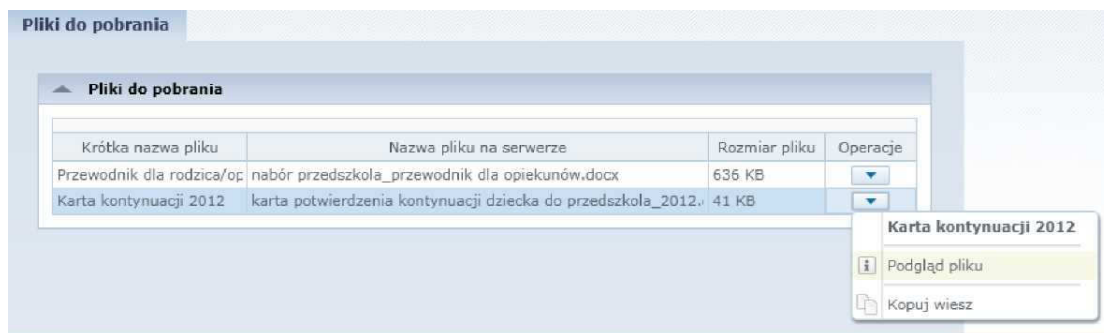 Pliki do pobrania
Pliki do pobrania
Krótka nazwa pliku Nazwa pliku na serwerze Rozmiar pliku Operacje
Przewodnik dla rodzica/op nabór przedszkola_przewodnik dla opiekunów.docx 636 KB
Karta kontynuacji 2012 karta potwierdzenia kontynuacji dziecka do przedszkola_2012. 41 KB
Karta kontynuacji 2012
Podgląd pliku
Kopuj wiesz